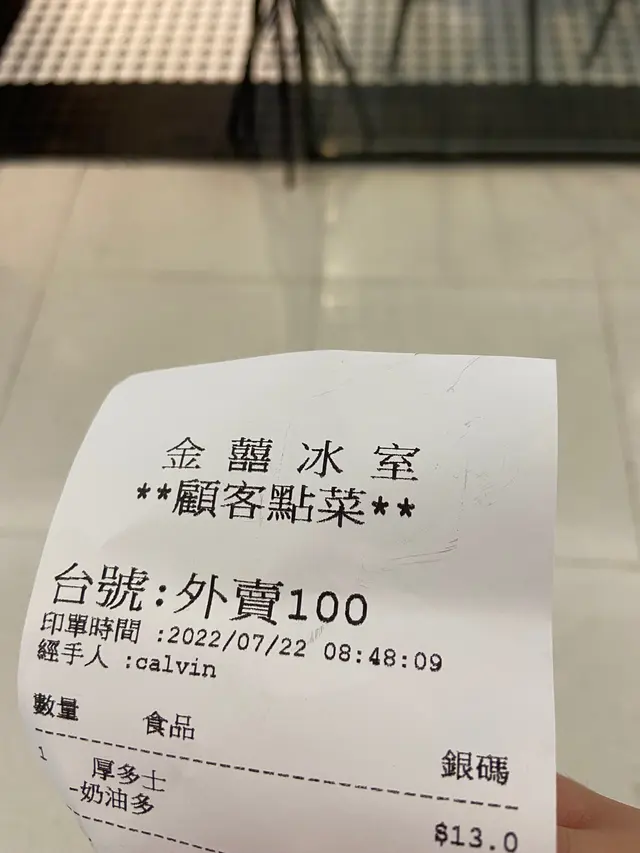 金囍冰室
**顧客點菜**
台號:外賣100
印單時間 :2022/07/22 08:48:09
經手人 :calvin
數量 食品 銀碼
1 厚多士
-奶油多 $13.0